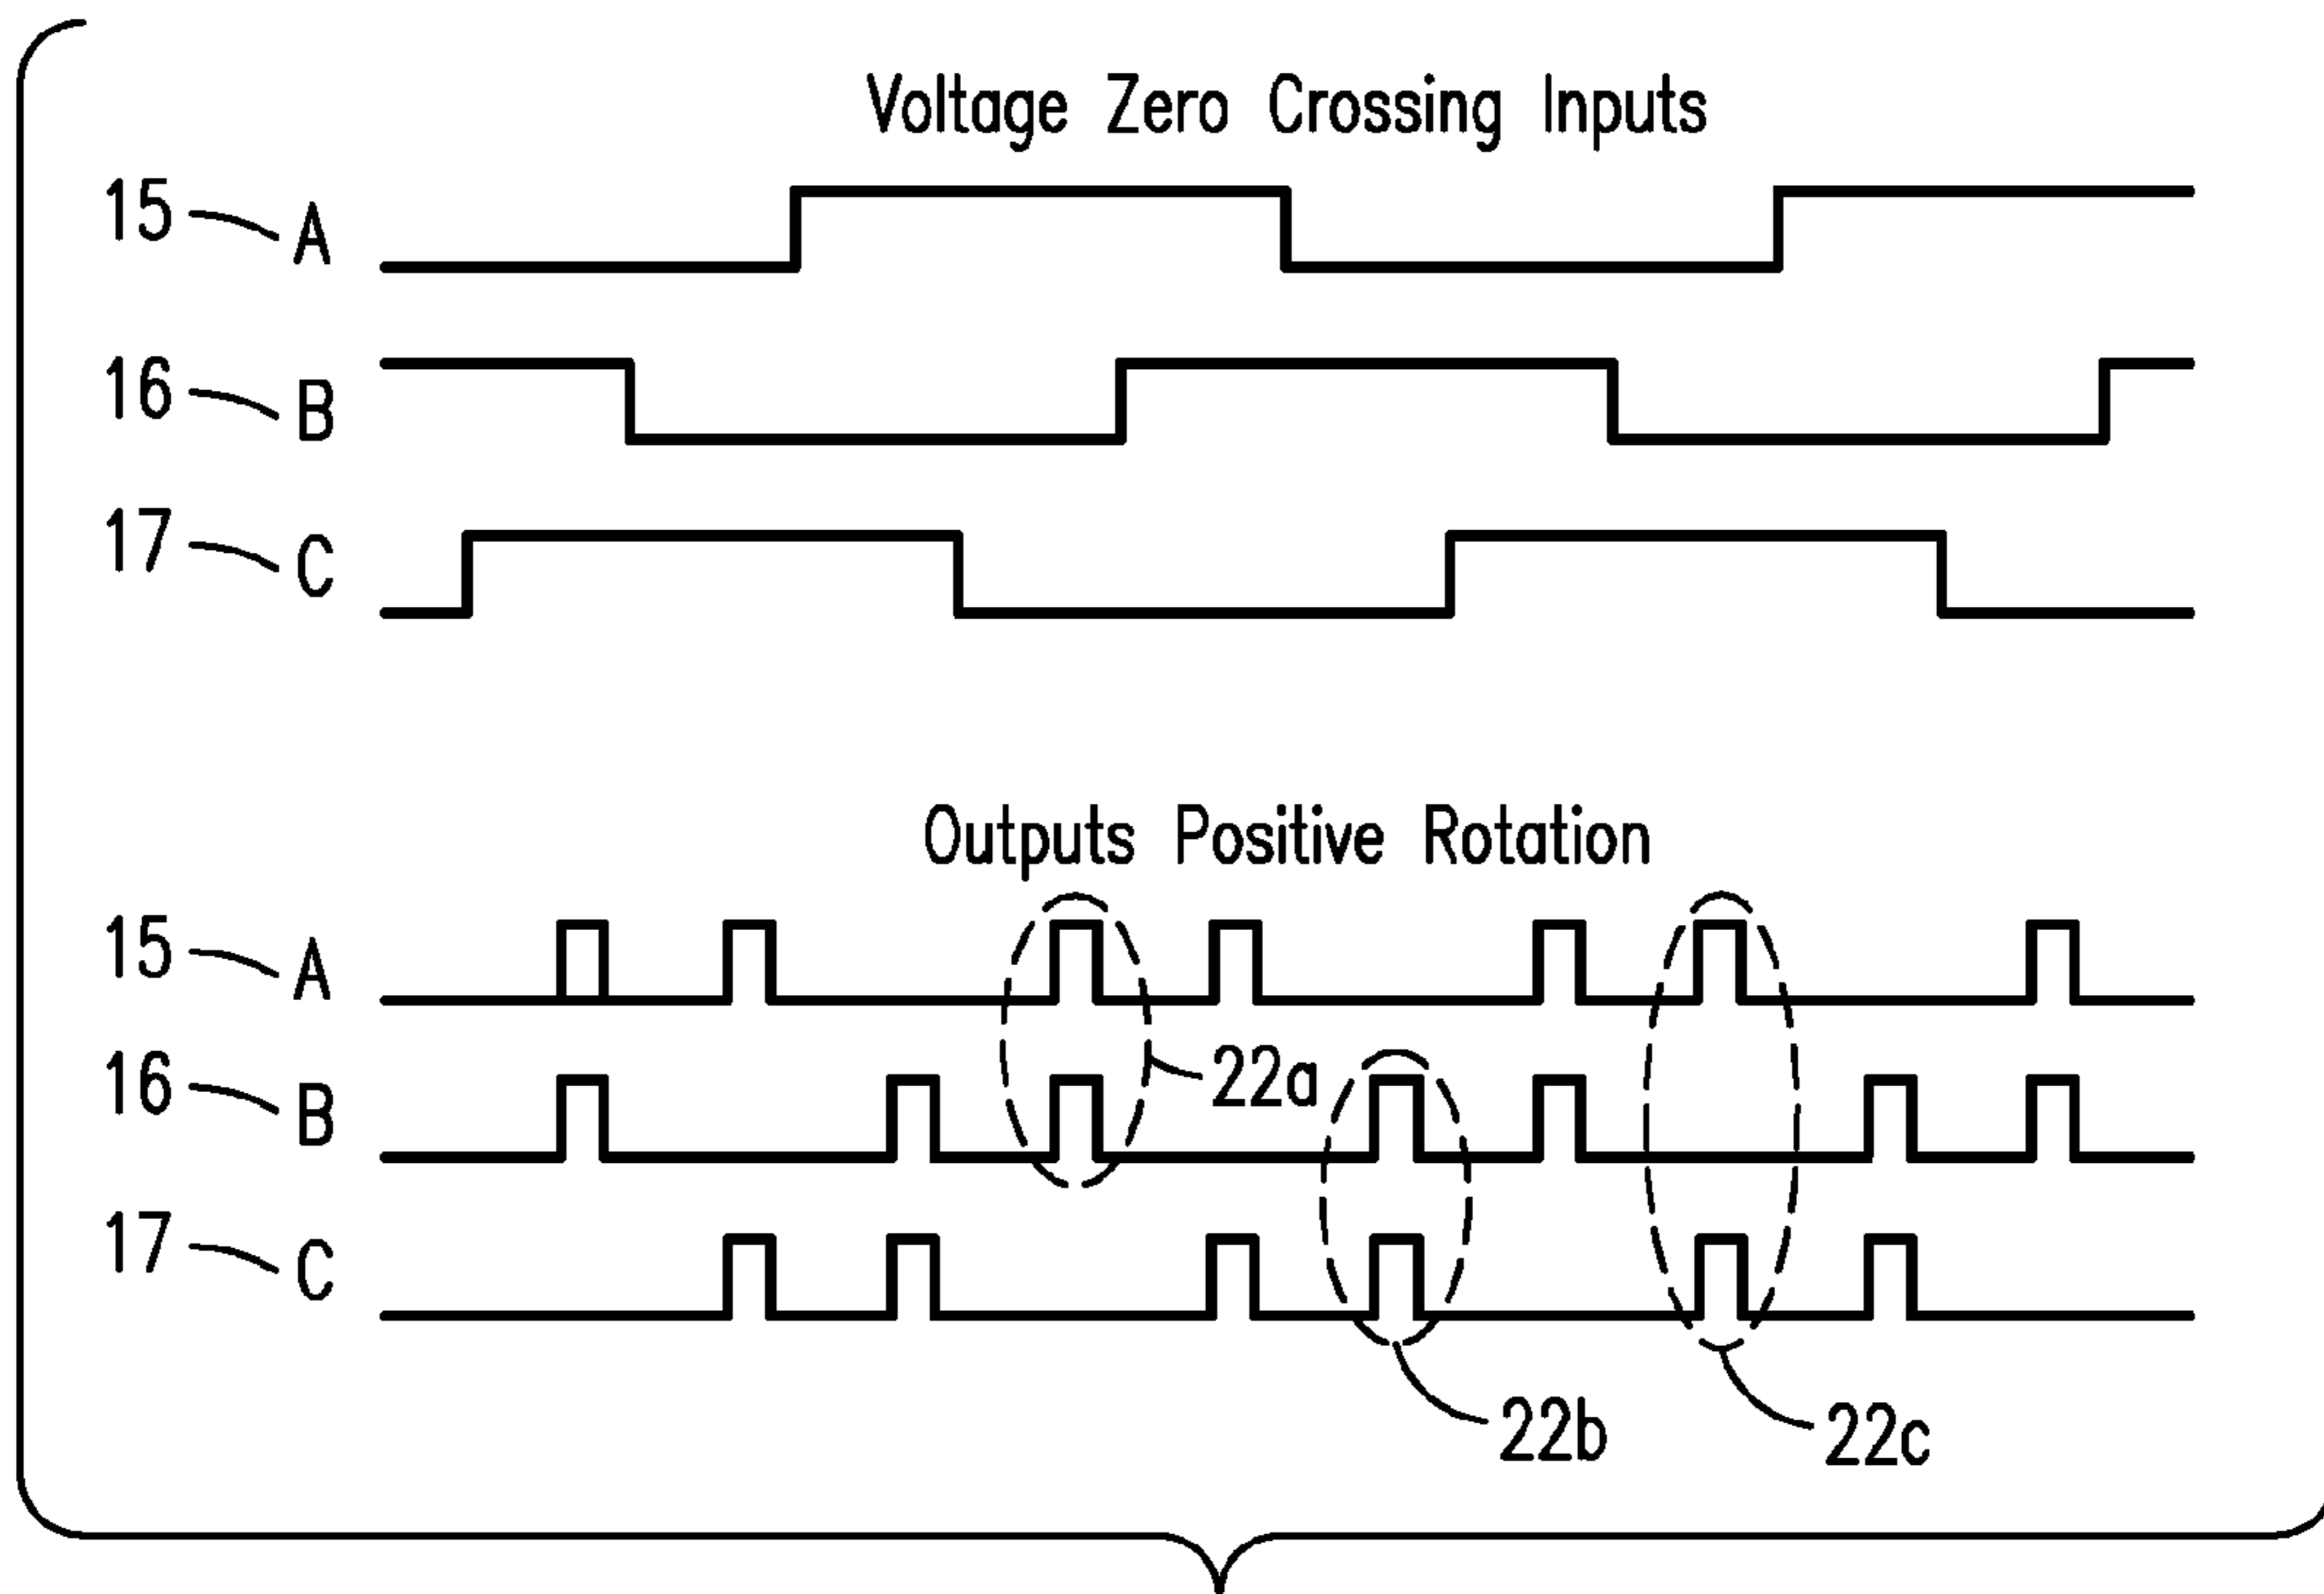 Voltage Zero Crossing Inputs
15 A
16 B
17 C
Outputs Positive Rotation
15 A
16 B
22a
17 C
22b
22c